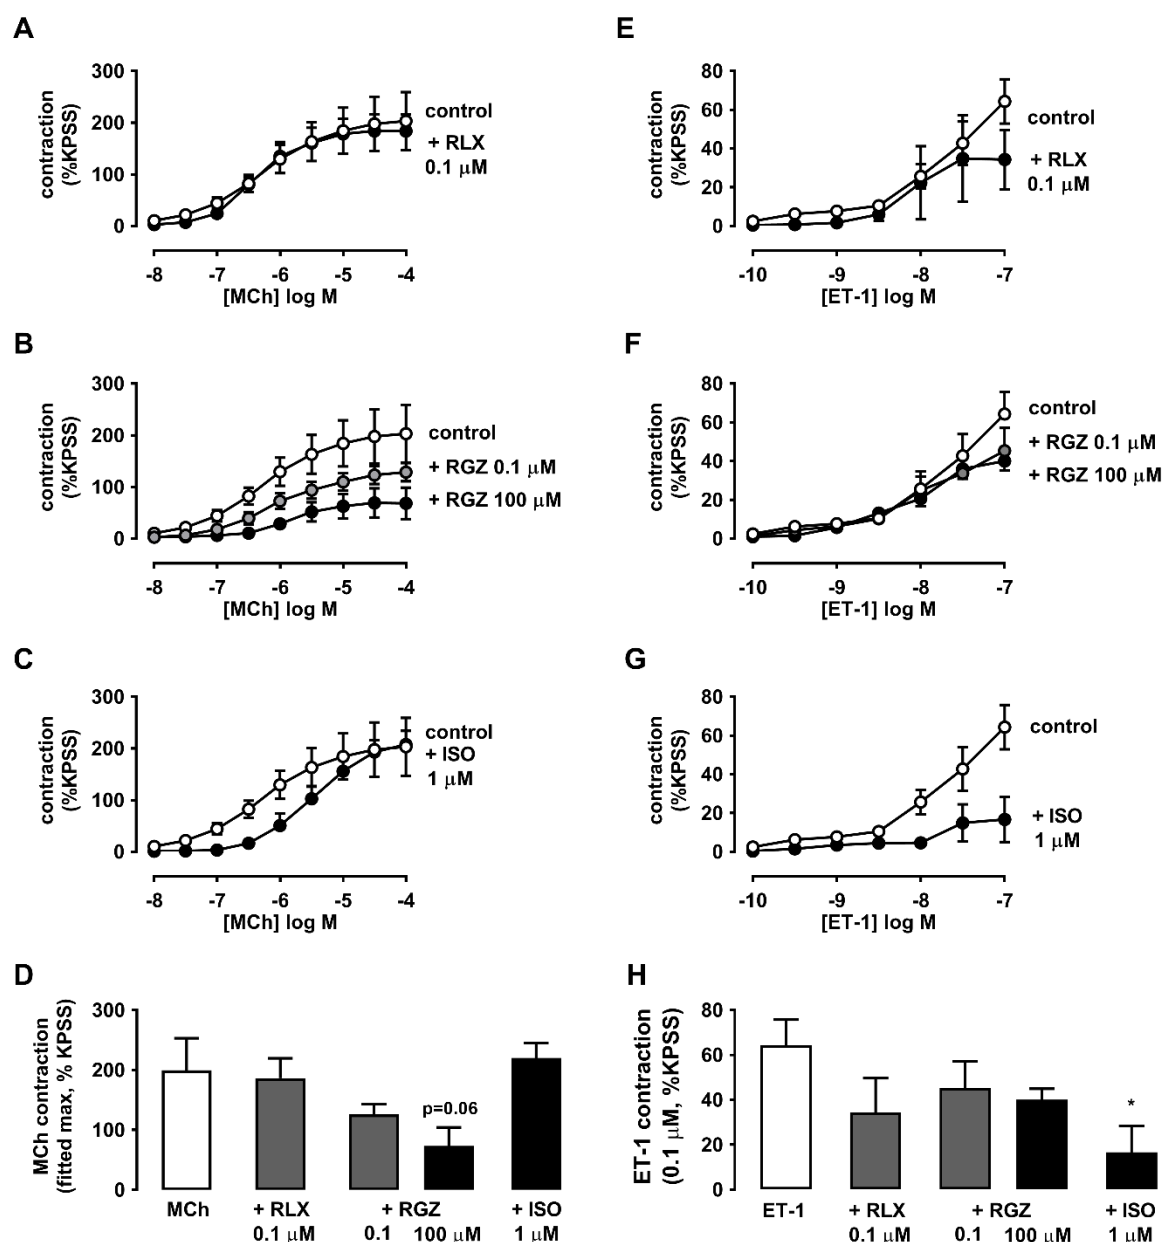 A
contraction
(%KPSS)
300
200
100
0
-8 -7 -6 -5 -4
[MCh] log M
control
+ RLX
0.1 μM
E
contraction
(%KPSS)
80
60
40
20
0
-10 -9 -8 -7
[ET-1] log M
control
+ RLX
0.1 μM
B
contraction
(%KPSS)
300
200
100
0
-8 -7 -6 -5 -4
[MCh] log M
control
+ RGZ 0.1 μM
+ RGZ 100 μM
F
contraction
(%KPSS)
80
60
40
20
0
-10 -9 -8 -7
[ET-1] log M
control
+ RGZ 0.1 μM
+ RGZ 100 μM
C
contraction
(%KPSS)
300
200
100
0
-8 -7 -6 -5 -4
[MCh] log M
control
+ ISO
1 μM
G
contraction
(%KPSS)
80
60
40
20
0
-10 -9 -8 -7
[ET-1] log M
control
+ ISO
1 μM
D
MCh contraction
(fitted max, % KPSS)
300
200
100
0
p=0.06
MCh + RLX + RGZ + ISO
0.1 μM 0.1 100 μM 1 μM
H
ET-1 contraction
(0.1 μM, %KPSS)
80
60
40
20
0
*
ET-1 + RLX + RGZ + ISO
0.1 μM 0.1 100 μM 1 μM